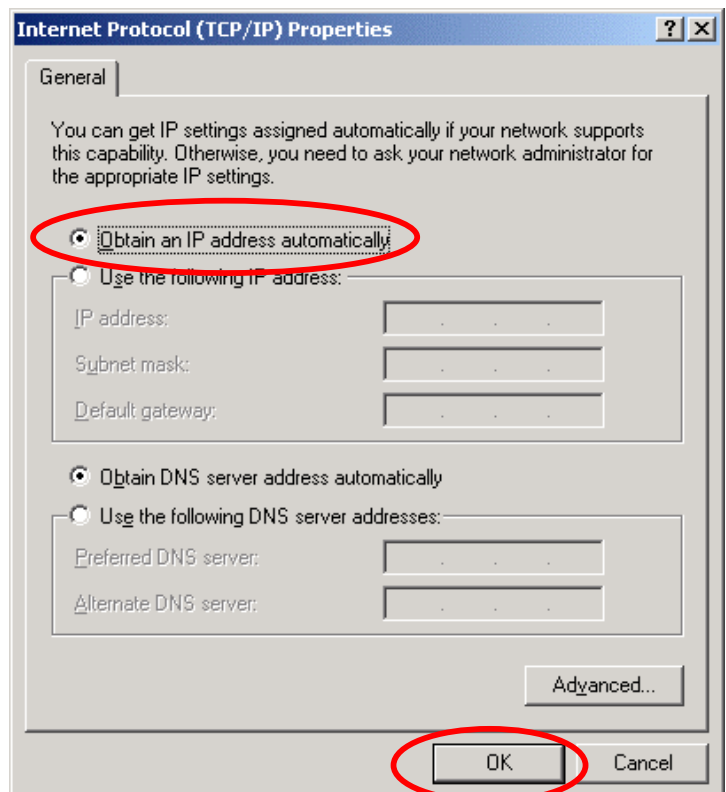 Internet Protocol (TCP/IP) Properties
General
You can get IP settings assigned automatically if your network supports
this capability. Otherwise, you need to ask your network administrator for
the appropriate IP settings.
Obtain an IP address automatically
Use the following IP address:
IP address:
Subnet mask:
Default gateway:
Obtain DNS server address automatically
Use the following DNS server addresses:
Preferred DNS server:
Alternate DNS server:
Advanced...
OK Cancel